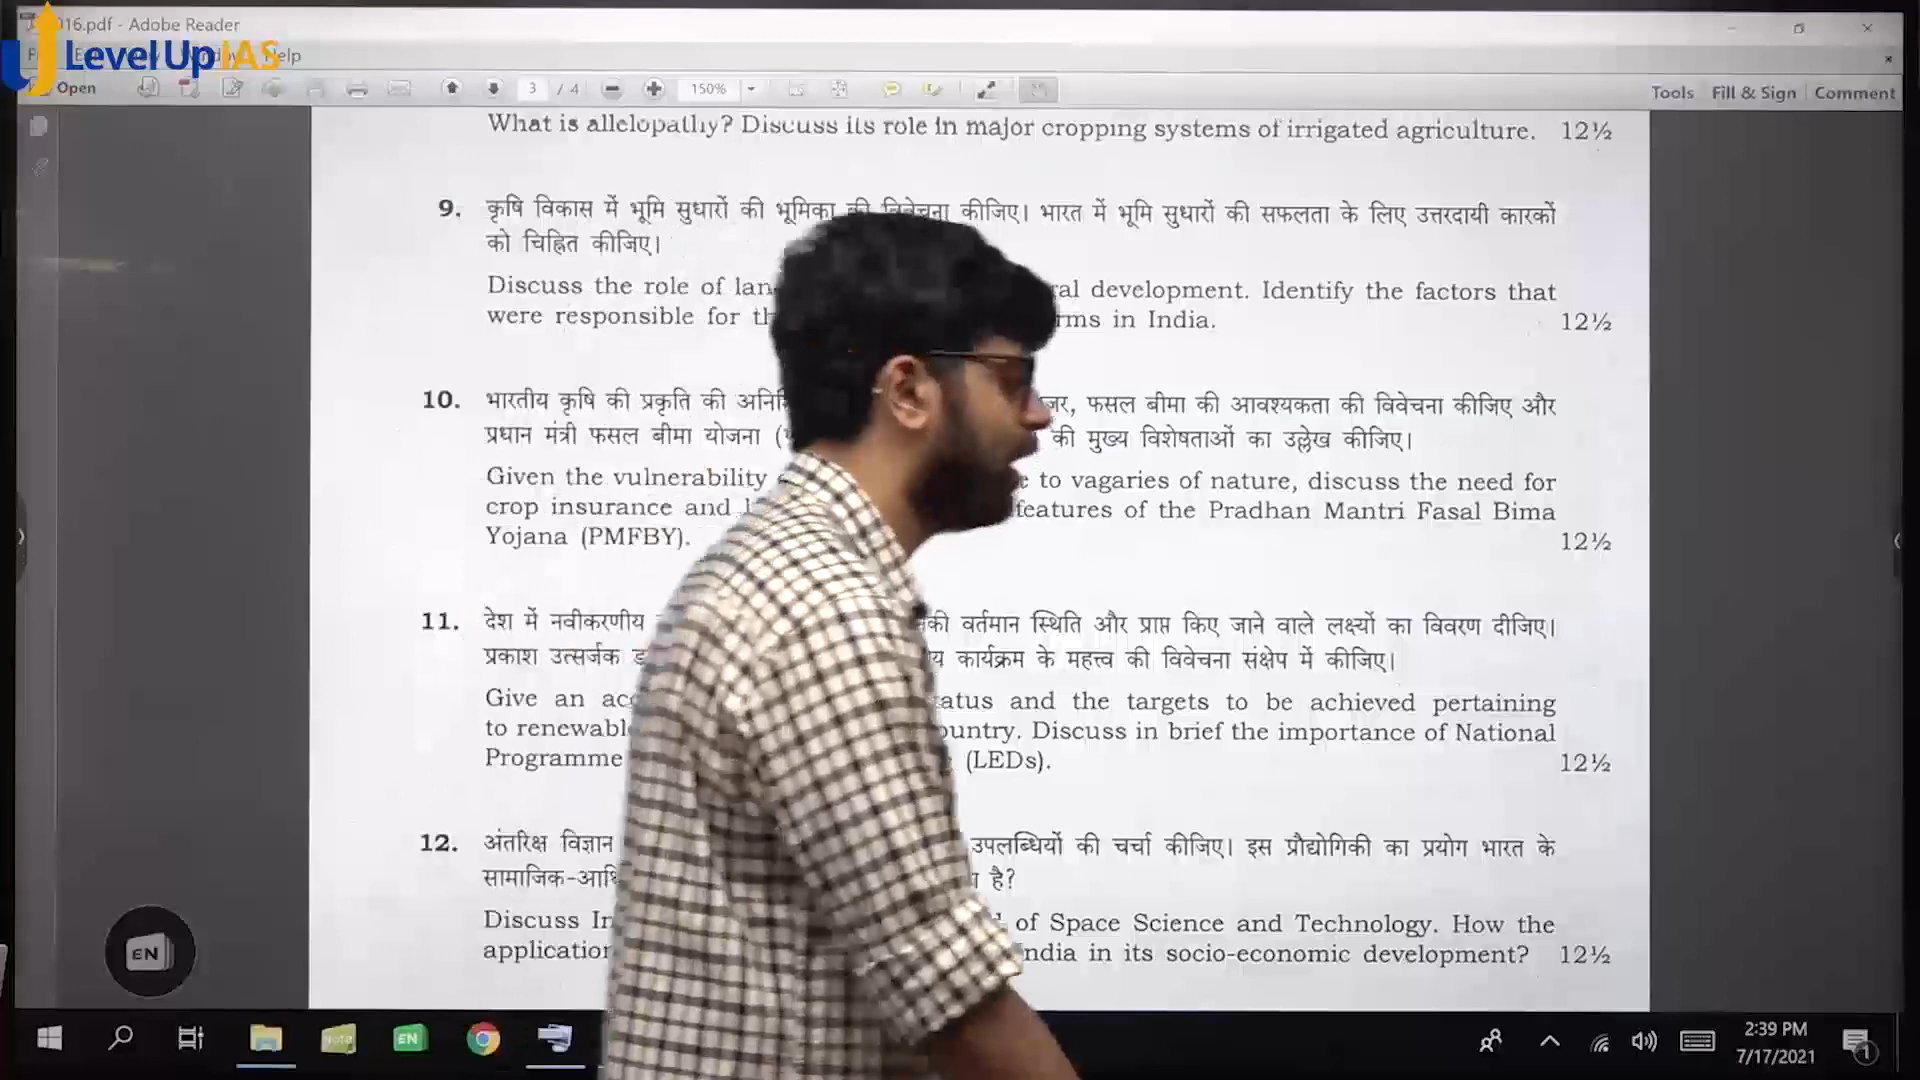 016.pdf - Adobe Reader
Level Up IAS
Help
Open
3 / 4
150%
Tools
Fill & Sign
Comment
What is allelopathy? Discuss its role in major cropping systems of irrigated agriculture. 12½
9. कृषि विकास में भूमि सुधारों की भूमिका की विवेचना कीजिए। भारत में भूमि सुधारों की सफलता के लिए उत्तरदायी कारकों
को चिह्नित कीजिए।
Discuss the role of lan al development. Identify the factors that
were responsible for th rms in India. 12½
10. भारतीय कृषि की प्रकृति की फसल बीमा की आवश्यकता की विवेचना कीजिए और
प्रधान मंत्री फसल बीमा योजना ( की मुख्य विशेषताओं का उल्लेख कीजिए।
Given the vulnerability to vagaries of nature, discuss the need for
crop insurance and features of the Pradhan Mantri Fasal Bima
Yojana (PMFBY). 12½
11. देश में नवीकरणीय की वर्तमान स्थिति और प्राप्त किए जाने वाले लक्ष्यों का विवरण दीजिए।
प्रकाश उत्सर्जक कार्यक्रम के महत्त्व की विवेचना संक्षेप में कीजिए।
Give an acc atus and the targets to be achieved pertaining
to renewabl ountry. Discuss in brief the importance of National
Programme (LEDs). 12½
12. अंतरिक्ष विज्ञान उपलब्धियों की चर्चा कीजिए। इस प्रौद्योगिकी का प्रयोग भारत के
सामाजिक-आर्थि है?
Discuss In of Space Science and Technology. How the
application ndia in its socio-economic development? 12½
EN
EN
2:39 PM
7/17/2021
1